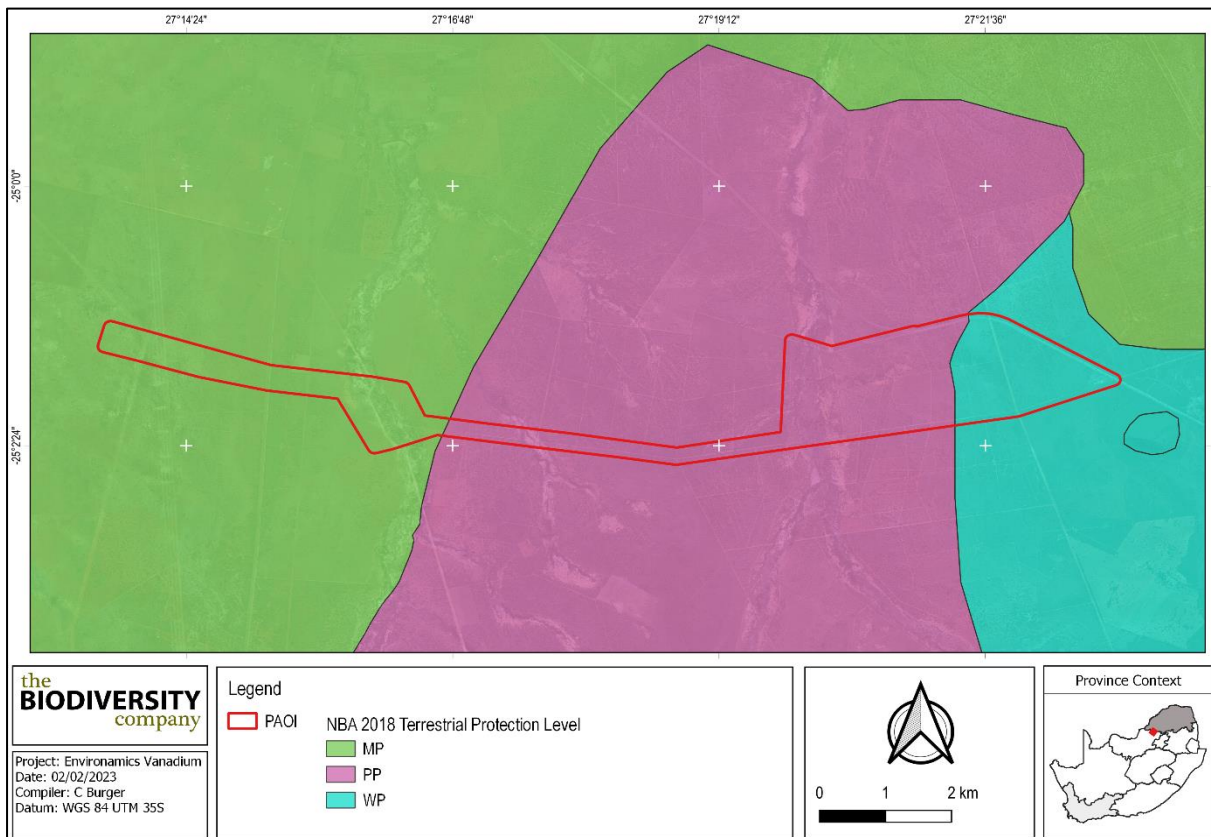 27°14'24"
27°16'48"
27°19'12"
27°21'36"
-25°0'0"
-25°2'24"
the
BIODIVERSITY
company
Project: Environamics Vanadium
Date: 02/02/2023
Compiler: C Burger
Datum: WGS 84 UTM 35S
Legend
PAOI
NBA 2018 Terrestrial Protection Level
MP
PP
WP
0 1 2 km
Province Context